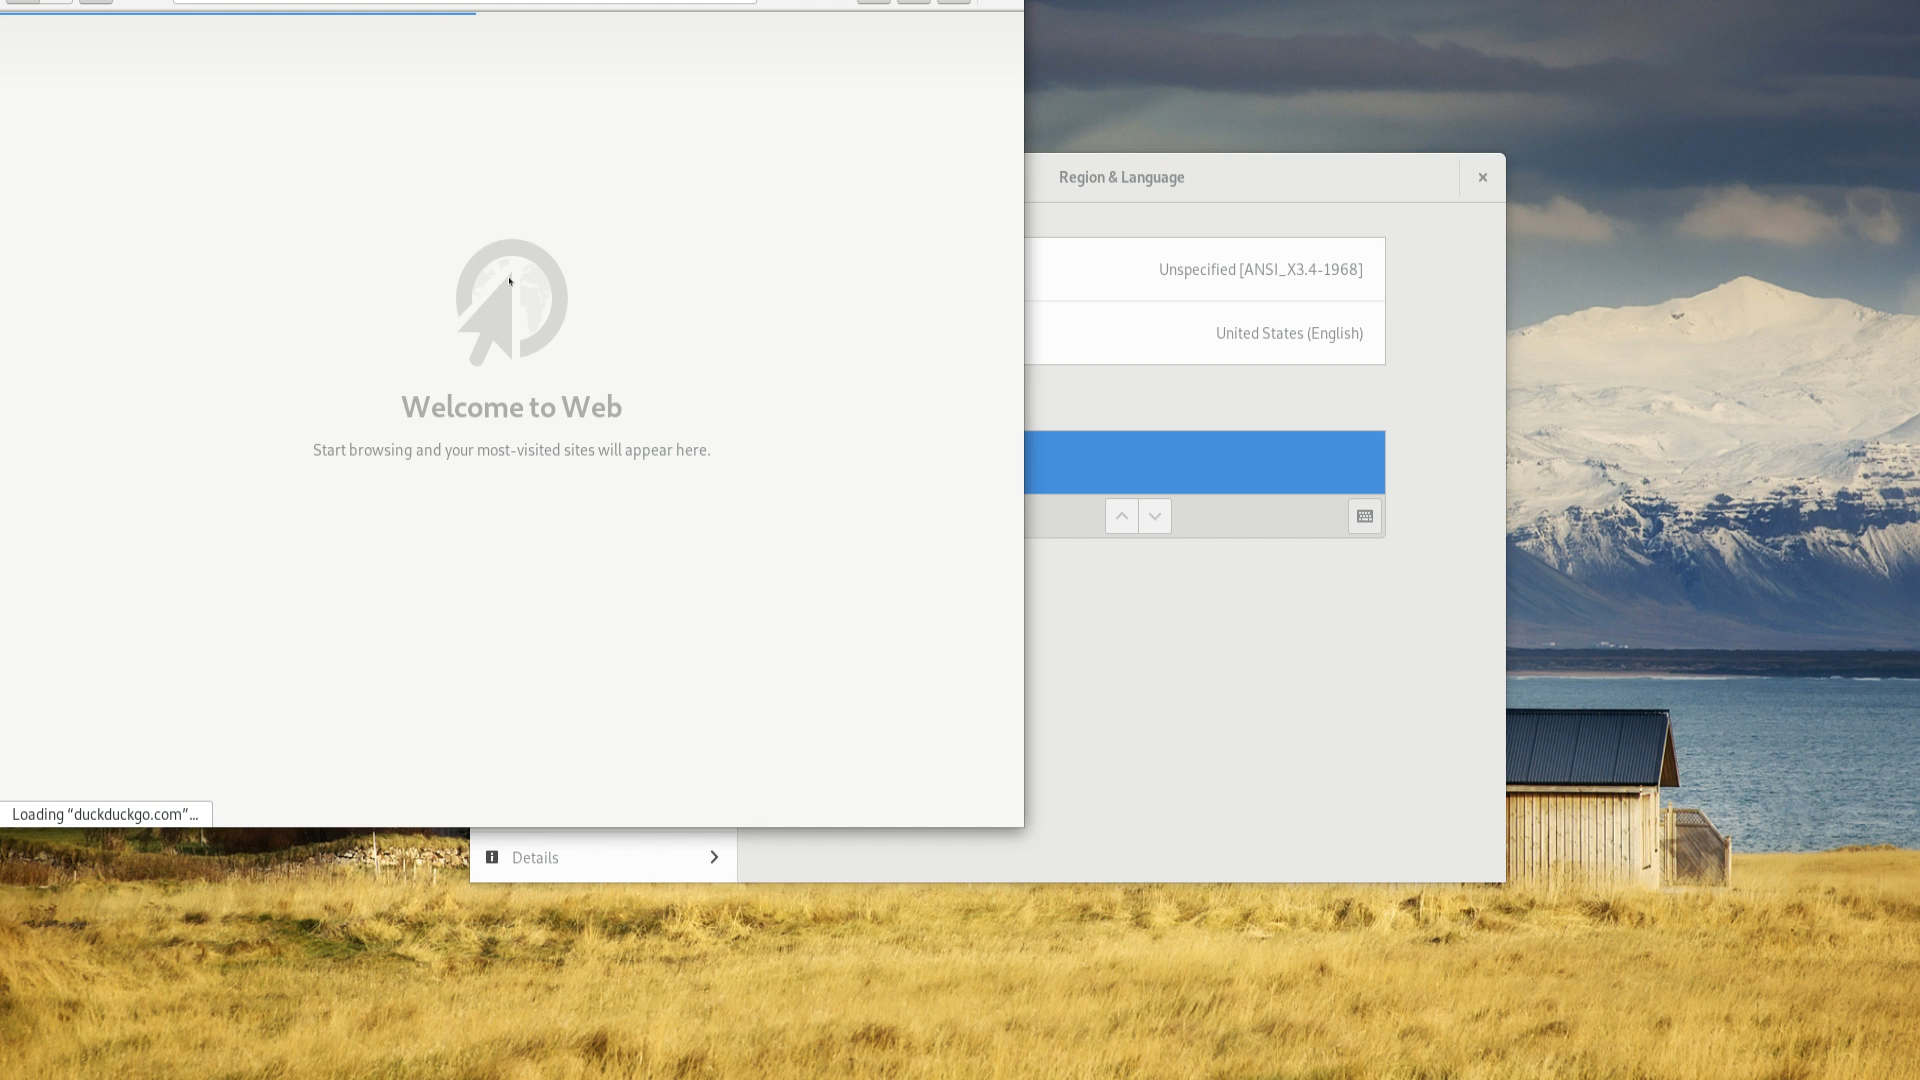 Region & Language
Unspecified [ANSI_X3.4-1968]
United States (English)
Welcome to Web
Start browsing and your most-visited sites will appear here.
Loading “duckduckgo.com”...
Details